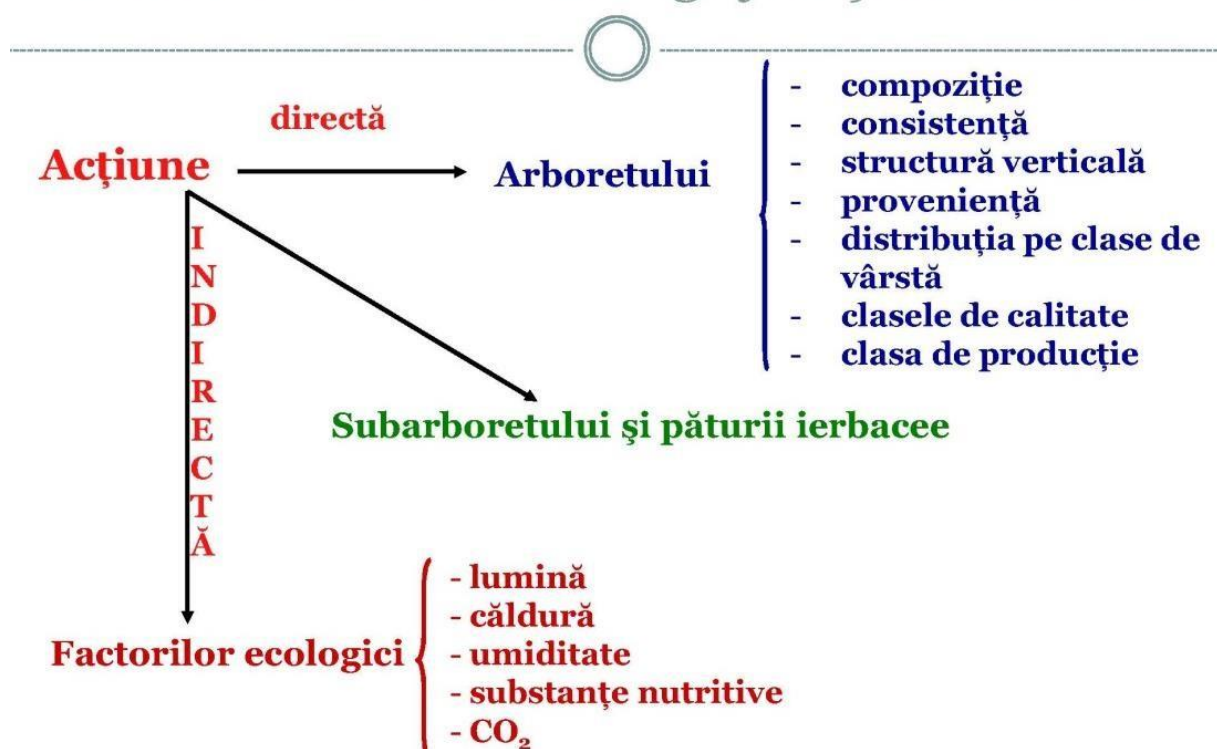 directă
Acțiune
Arboretului
- compoziție
- consistență
- structură verticală
- proveniență
- distribuția pe clase de
vârstă
- clasele de calitate
- clasa de producție
I
N
D
I
R
E
C
T
Ă
Subarboretului şi păturii ierbacee
Factorilor ecologici
- lumină
- căldură
- umiditate
- substanțe nutritive
- CO₂